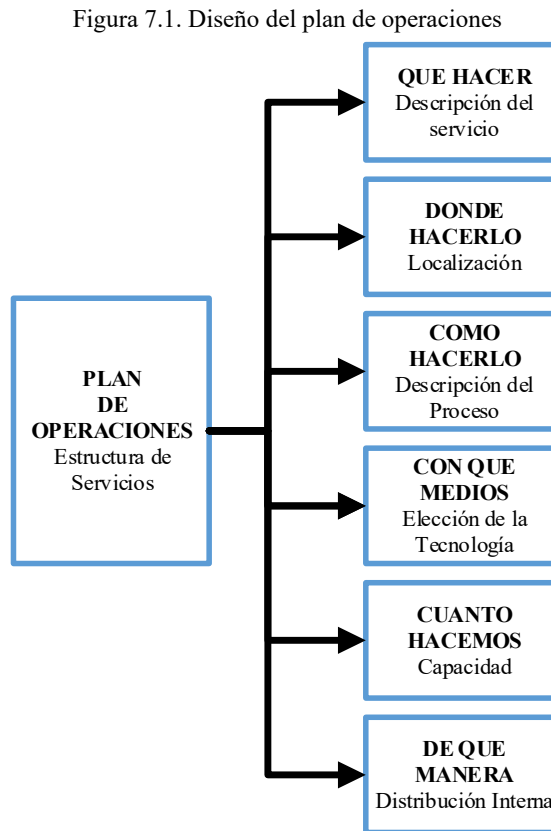 Figura 7.1. Diseño del plan de operaciones
QUE HACER
Descripción del
servicio
DONDE
HACERLO
Localización
COMO
HACERLO
Descripción del
Proceso
PLAN
DE
OPERACIONES
Estructura de
Servicios
CON QUE
MEDIOS
Elección de la
Tecnología
CUANTO
HACEMOS
Capacidad
DE QUE
MANERA
Distribución Interna